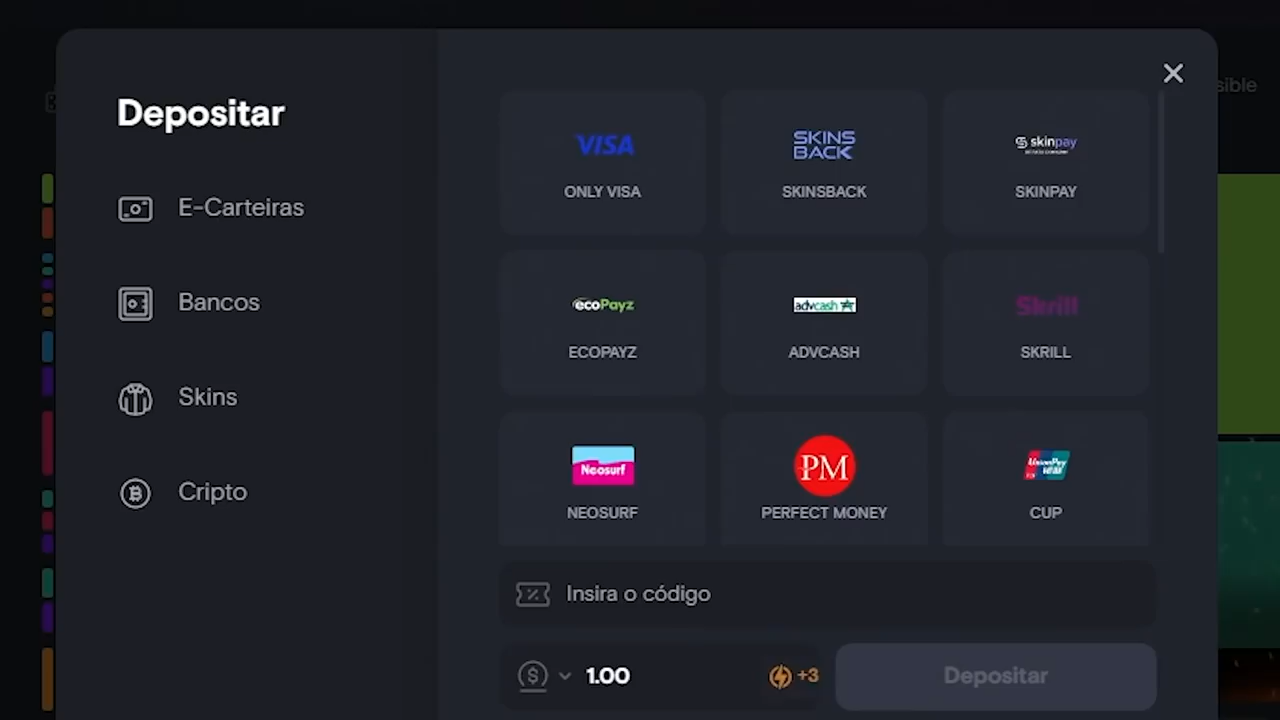 Depositar
E-Carteiras
Bancos
Skins
Cripto
sible
VISA
ONLY VISA
SKINS
BACK
SKINSBACK
skinpay
SKINPAY
ecoPayz
ECOPAYZ
advcash
ADVCASH
Skrill
SKRILL
Neosurf
NEOSURF
PM
PERFECT MONEY
UnionPay
CUP
Insira o código
1.00
+3
Depositar